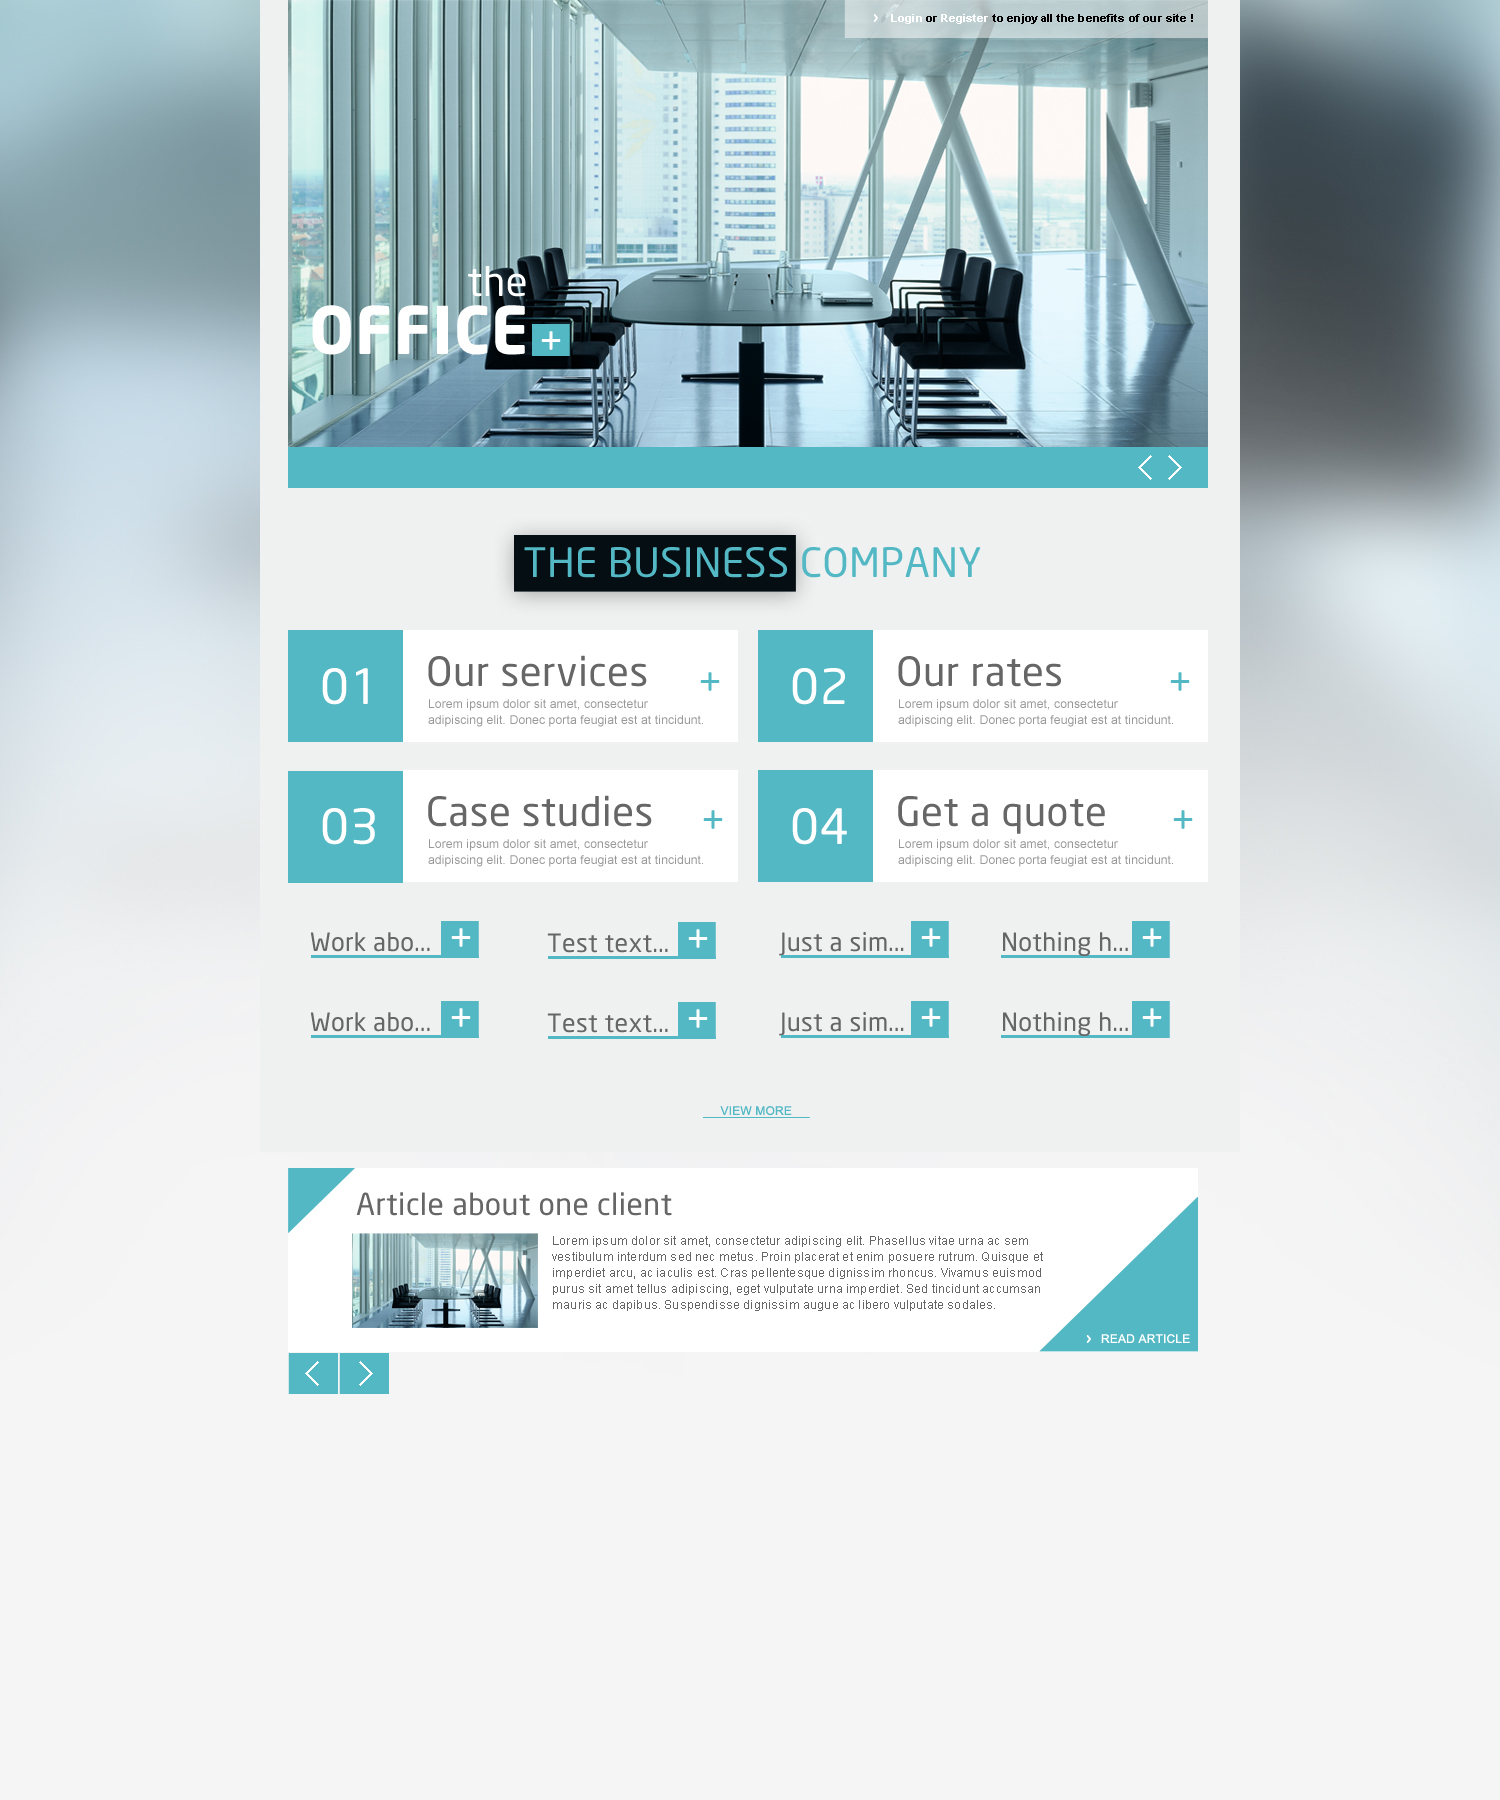 Login or Register to enjoy all the benefits of our site !
the
OFFICE
+
THE BUSINESS COMPANY
01
Our services
+
Lorem ipsum dolor sit amet, consectetur
adipiscing elit. Donec porta feugiat est at tincidunt.
02
Our rates
+
Lorem ipsum dolor sit amet, consectetur
adipiscing elit. Donec porta feugiat est at tincidunt.
03
Case studies
+
Lorem ipsum dolor sit amet, consectetur
adipiscing elit. Donec porta feugiat est at tincidunt.
04
Get a quote
+
Lorem ipsum dolor sit amet, consectetur
adipiscing elit. Donec porta feugiat est at tincidunt.
Work abo... +
Test text... +
Just a sim... +
Nothing h... +
Work abo... +
Test text... +
Just a sim... +
Nothing h... +
VIEW MORE
Article about one client
Lorem ipsum dolor sit amet, consectetur adipiscing elit. Phasellus vitae urna ac sem
vestibulum interdum sed nec metus. Proin placerat et enim posuere rutrum. Quisque et
imperdiet arcu, ac iaculis est. Cras pellentesque dignissim rhoncus. Vivamus euismod
purus sit amet tellus adipiscing, eget vulputate urna imperdiet. Sed tincidunt accumsan
mauris ac dapibus. Suspendisse dignissim augue ac libero vulputate sodales.
READ ARTICLE